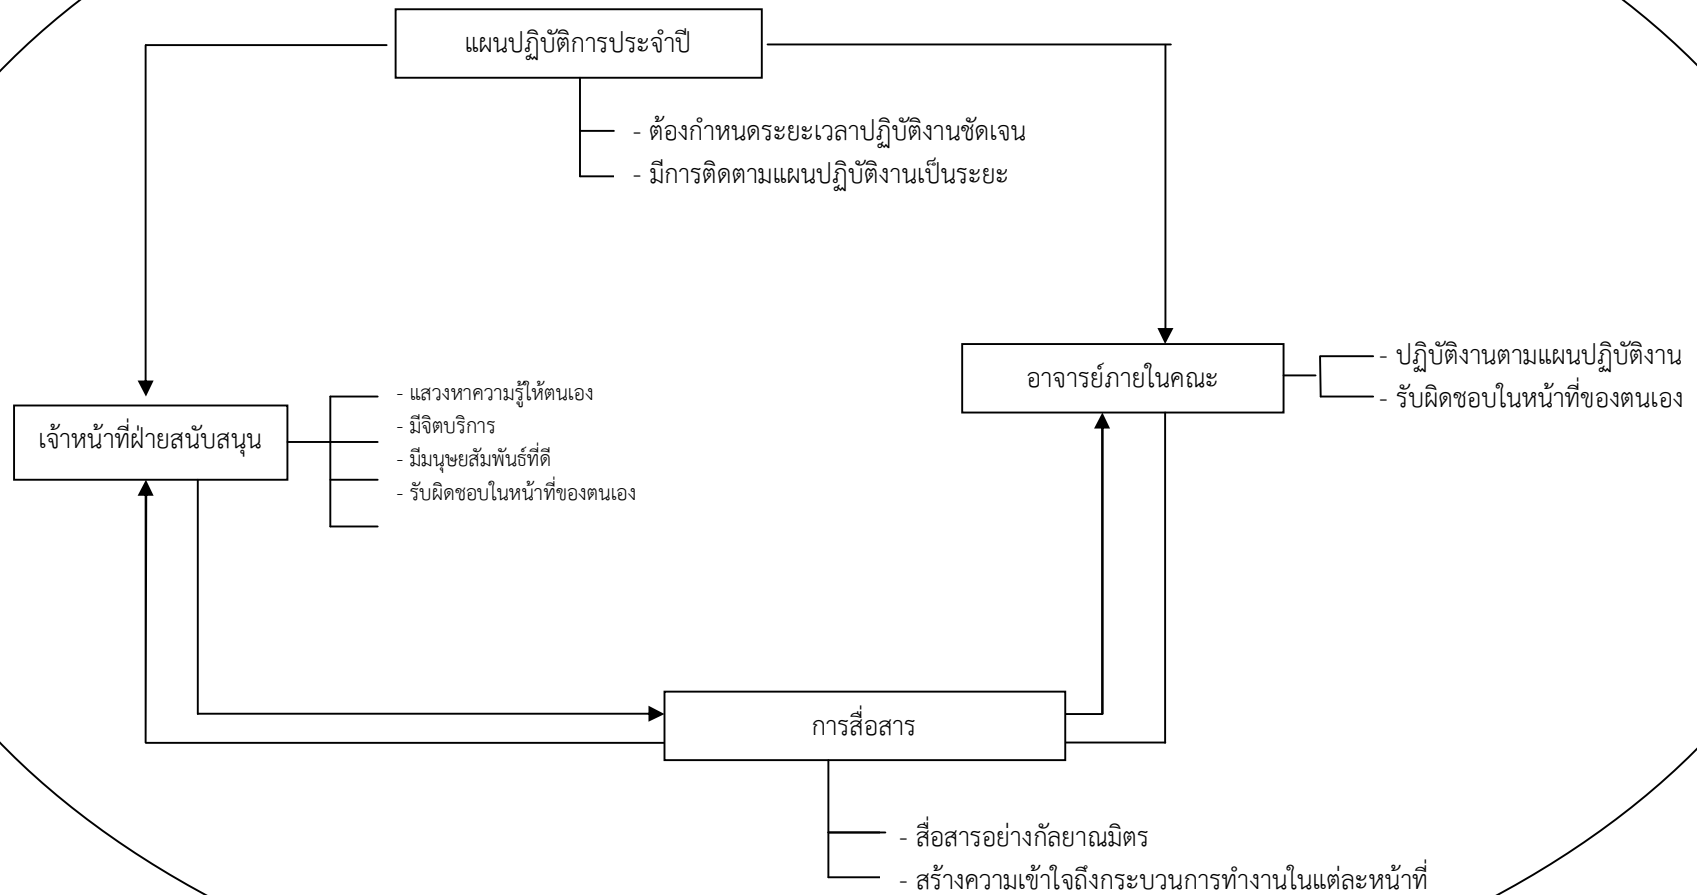 แผนปฏิบัติการประจำปี
- ต้องกำหนดระยะเวลาปฏิบัติงานชัดเจน
- มีการติดตามแผนปฏิบัติงานเป็นระยะ
อาจารย์ภายในคณะ
- ปฏิบัติงานตามแผนปฏิบัติงาน
- รับผิดชอบในหน้าที่ของตนเอง
เจ้าหน้าที่ฝ่ายสนับสนุน
- แสวงหาความรู้ให้ตนเอง
- มีจิตบริการ
- มีมนุษยสัมพันธ์ที่ดี
- รับผิดชอบในหน้าที่ของตนเอง
การสื่อสาร
- สื่อสารอย่างกัลยาณมิตร
- สร้างความเข้าใจถึงกระบวนการทำงานในแต่ละหน้าที่